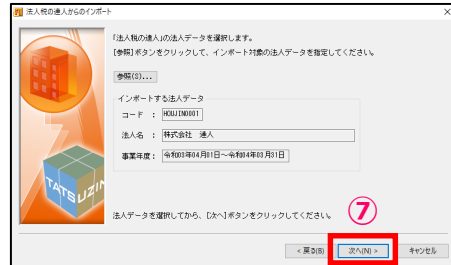 法人税の達人からのインポート
「法人税の達人」の法人データを選択します。
[参照]ボタンをクリックして、インポート対象の法人データを指定してください。
参照(S)...
インポートする法人データ
コード : HOUJIN0001
法人名 : 株式会社 達人
事業年度 : 令和03年04月01日~令和04年03月31日
TATSUZIN
法人データを選択してから、[次へ]ボタンをクリックしてください。
⑦
< 戻る(B)
次へ(N) >
キャンセル